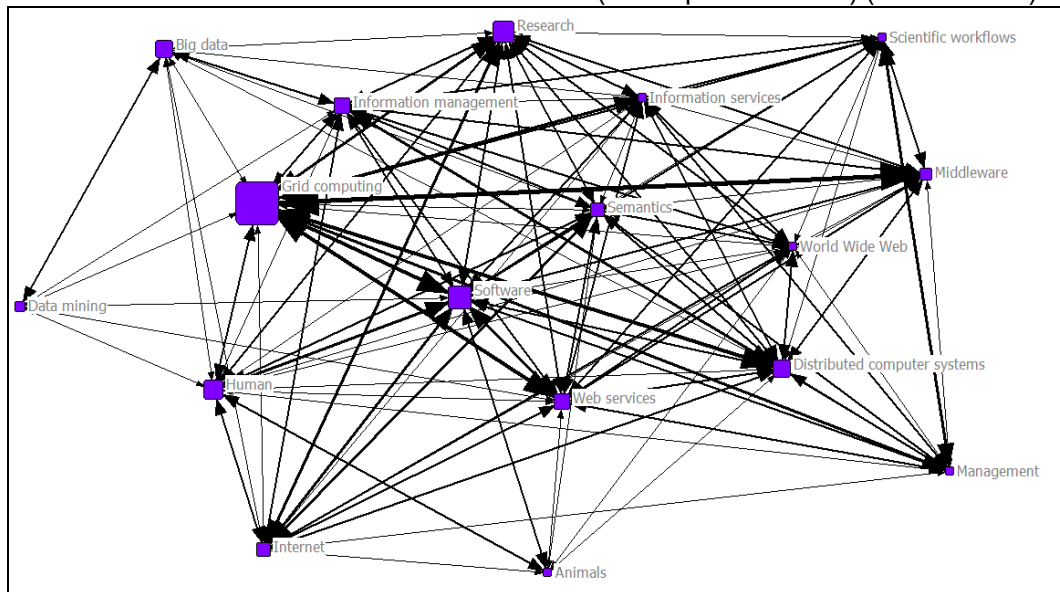 Research
Scientific workflows
Big data
Information management
Information services
Middleware
Grid computing
Semantics
World Wide Web
Software
Data mining
Distributed computer systems
Human
Web services
Management
Internet
Animals